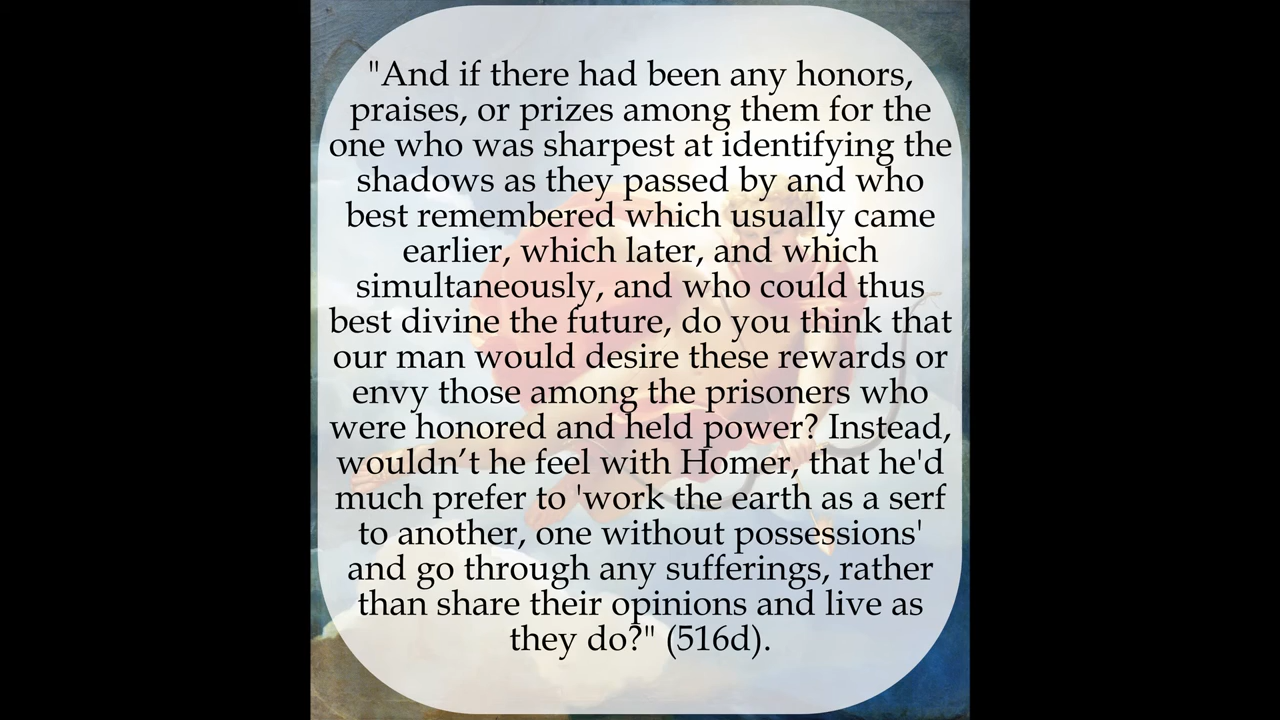 "And if there had been any honors,
praises, or prizes among them for the
one who was sharpest at identifying the
shadows as they passed by and who
best remembered which usually came
earlier, which later, and which
simultaneously, and who could thus
best divine the future, do you think that
our man would desire these rewards or
envy those among the prisoners who
were honored and held power? Instead,
wouldn’t he feel with Homer, that he'd
much prefer to 'work the earth as a serf
to another, one without possessions'
and go through any sufferings, rather
than share their opinions and live as
they do?" (516d).